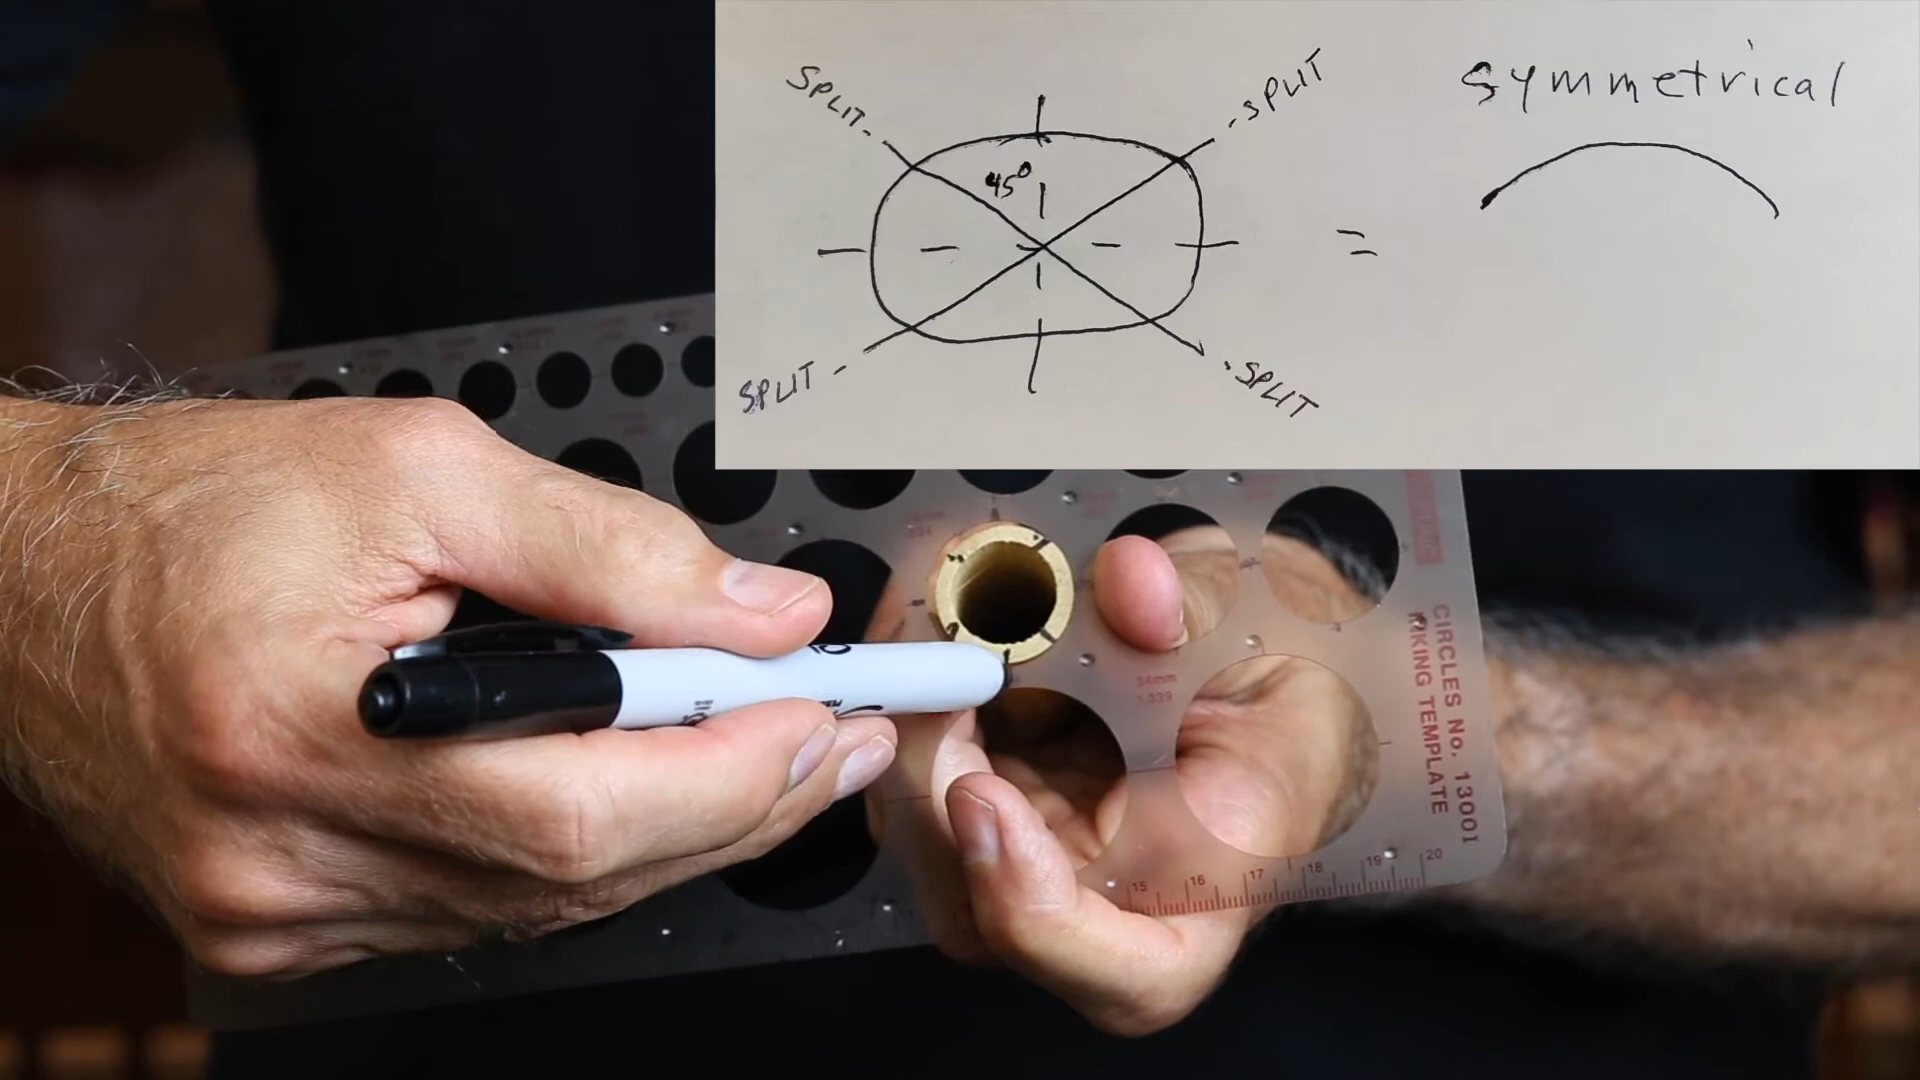 SPLIT
SPLIT
symmetrical
45°
=
SPLIT
SPLIT
34mm
1.339
CIRCLES No. 1300I
RKING TEMPLATE
15 16 17 18 19 20